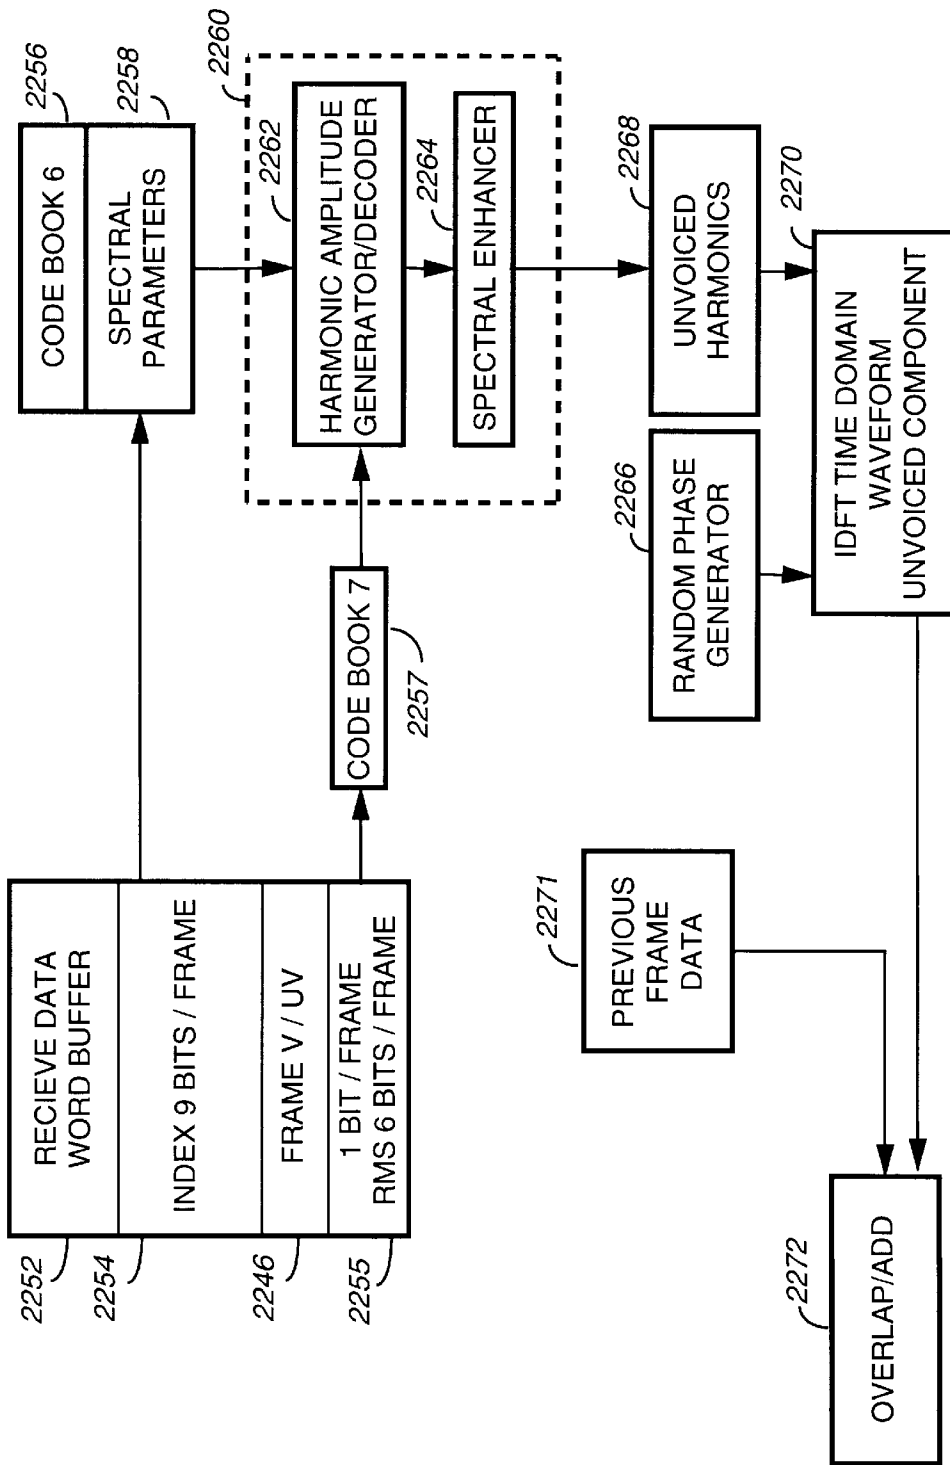 2252
RECIEVE DATA
WORD BUFFER
2254
INDEX 9 BITS / FRAME
2246
FRAME V / UV
2255
1 BIT / FRAME
RMS 6 BITS / FRAME
2256
CODE BOOK 6
2258
SPECTRAL
PARAMETERS
CODE BOOK 7
2257
2260
2262
HARMONIC AMPLITUDE
GENERATOR/DECODER
2264
SPECTRAL ENHANCER
2266
RANDOM PHASE
GENERATOR
2268
UNVOICED
HARMONICS
2270
IDFT TIME DOMAIN
WAVEFORM
UNVOICED COMPONENT
2271
PREVIOUS
FRAME
DATA
2272
OVERLAP/ADD